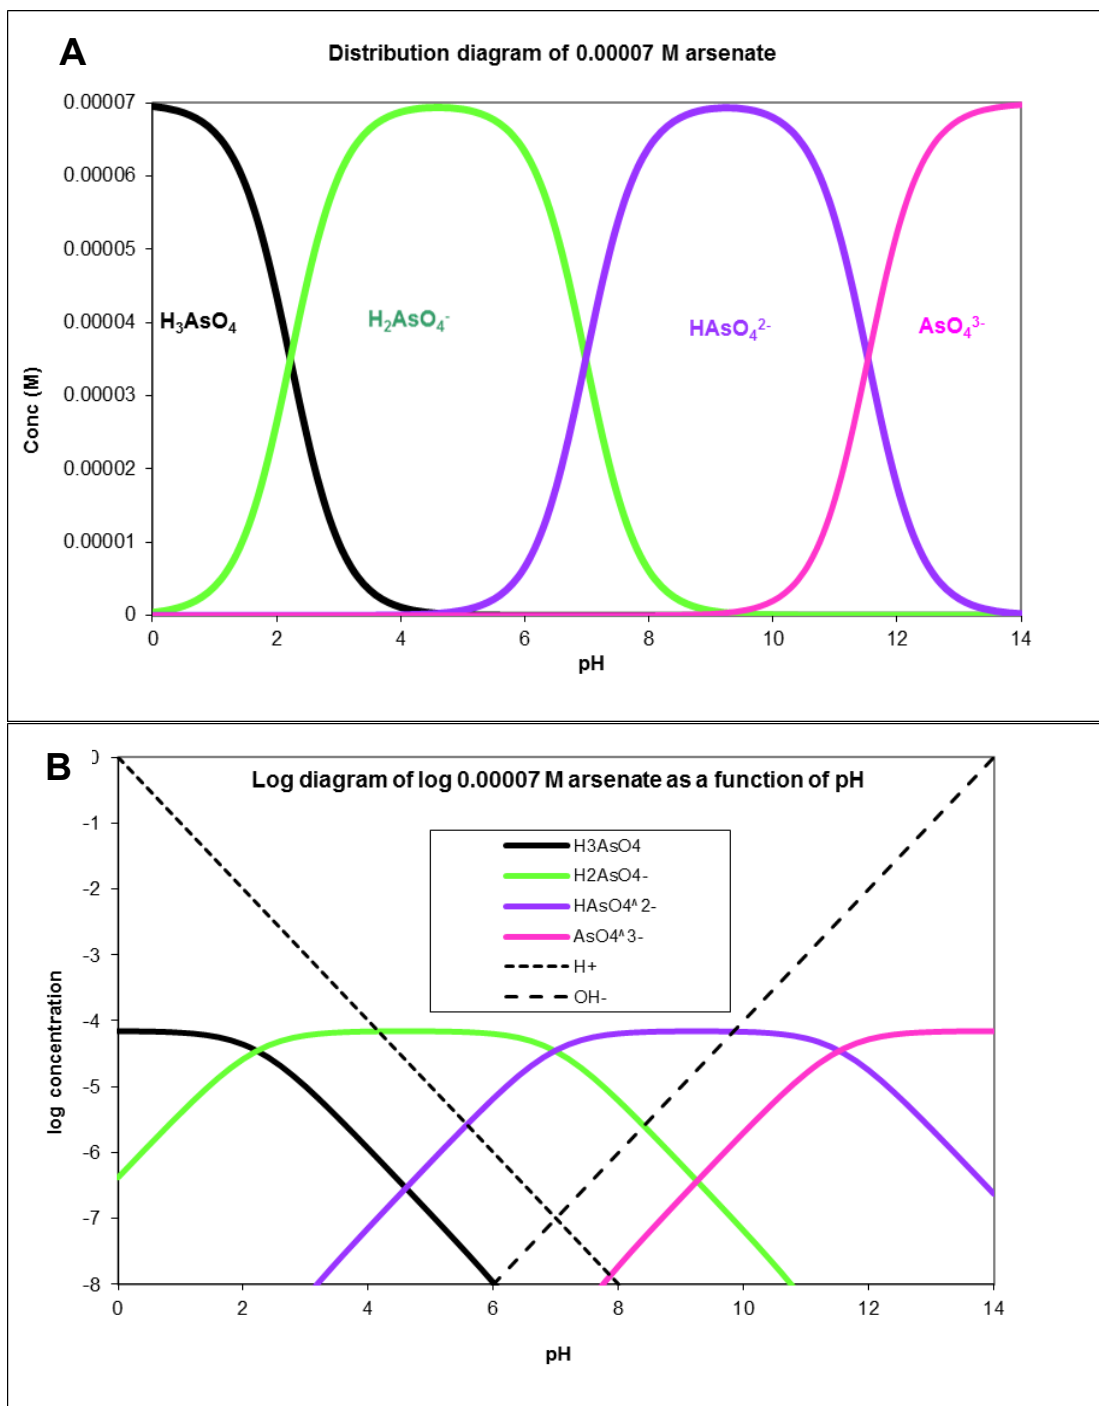 A
Distribution diagram of 0.00007 M arsenate
0.00007
0.00006
0.00005
0.00004
0.00003
0.00002
0.00001
0
Conc (M)
H₃AsO₄
H₂AsO₄⁻
HAsO₄²⁻
AsO₄³⁻
0 2 4 6 8 10 12 14
pH
B
Log diagram of log 0.00007 M arsenate as a function of pH
0
-1
-2
-3
-4
-5
-6
-7
-8
log concentration
H3AsO4
H2AsO4-
HAsO4^2-
AsO4^3-
H+
OH-
0 2 4 6 8 10 12 14
pH